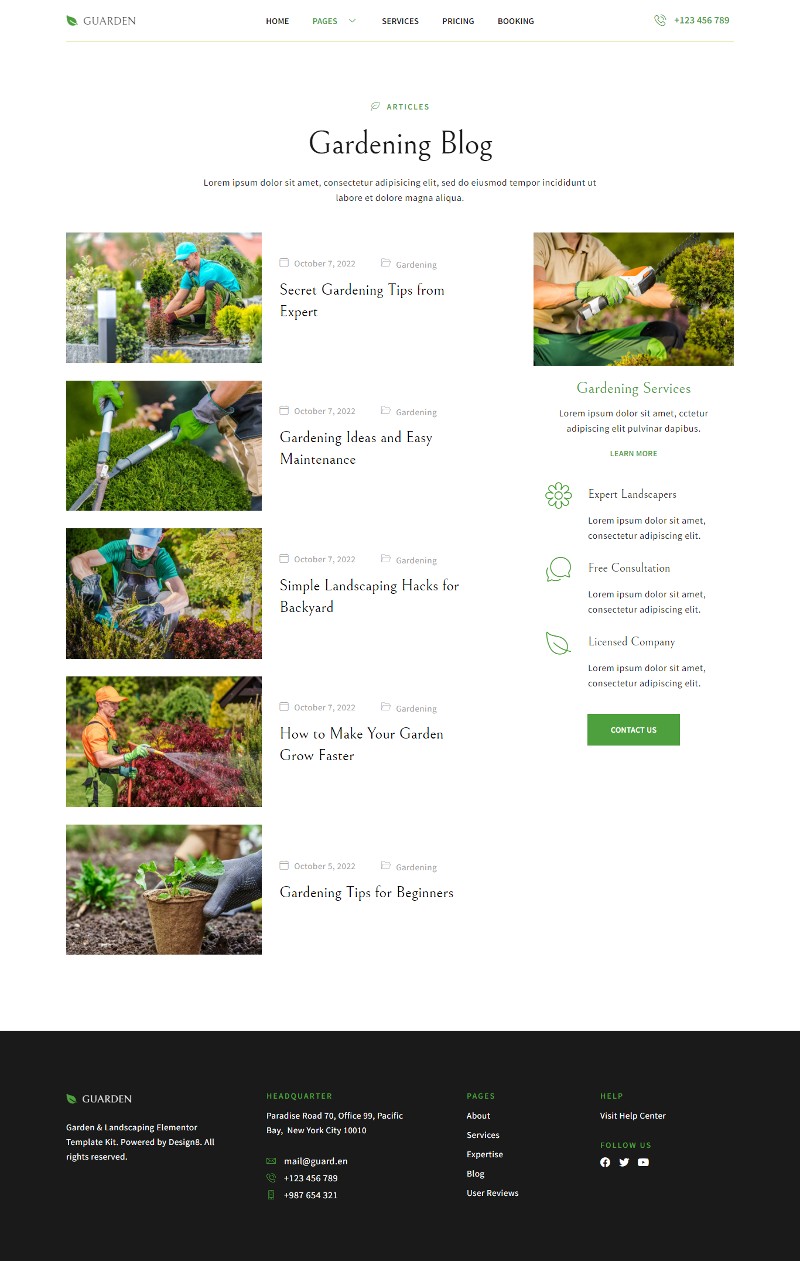 GUARDEN
HOME
PAGES
SERVICES
PRICING
BOOKING
+123 456 789
ARTICLES
Gardening Blog
Lorem ipsum dolor sit amet, consectetur adipisicing elit, sed do eiusmod tempor incididunt ut
labore et dolore magna aliqua.
October 7, 2022
Gardening
Secret Gardening Tips from
Expert
October 7, 2022
Gardening
Gardening Ideas and Easy
Maintenance
October 7, 2022
Gardening
Simple Landscaping Hacks for
Backyard
October 7, 2022
Gardening
How to Make Your Garden
Grow Faster
October 5, 2022
Gardening
Gardening Tips for Beginners
Gardening Services
Lorem ipsum dolor sit amet, cctetur
adipiscing elit pulvinar dapibus.
LEARN MORE
Expert Landscapers
Lorem ipsum dolor sit amet,
consectetur adipiscing elit.
Free Consultation
Lorem ipsum dolor sit amet,
consectetur adipiscing elit.
Licensed Company
Lorem ipsum dolor sit amet,
consectetur adipiscing elit.
CONTACT US
GUARDEN
Garden & Landscaping Elementor
Template Kit. Powered by Design8. All
rights reserved.
HEADQUARTER
Paradise Road 70, Office 99, Pacific
Bay, New York City 10010
mail@guard.en
+123 456 789
+987 654 321
PAGES
About
Services
Expertise
Blog
User Reviews
HELP
Visit Help Center
FOLLOW US